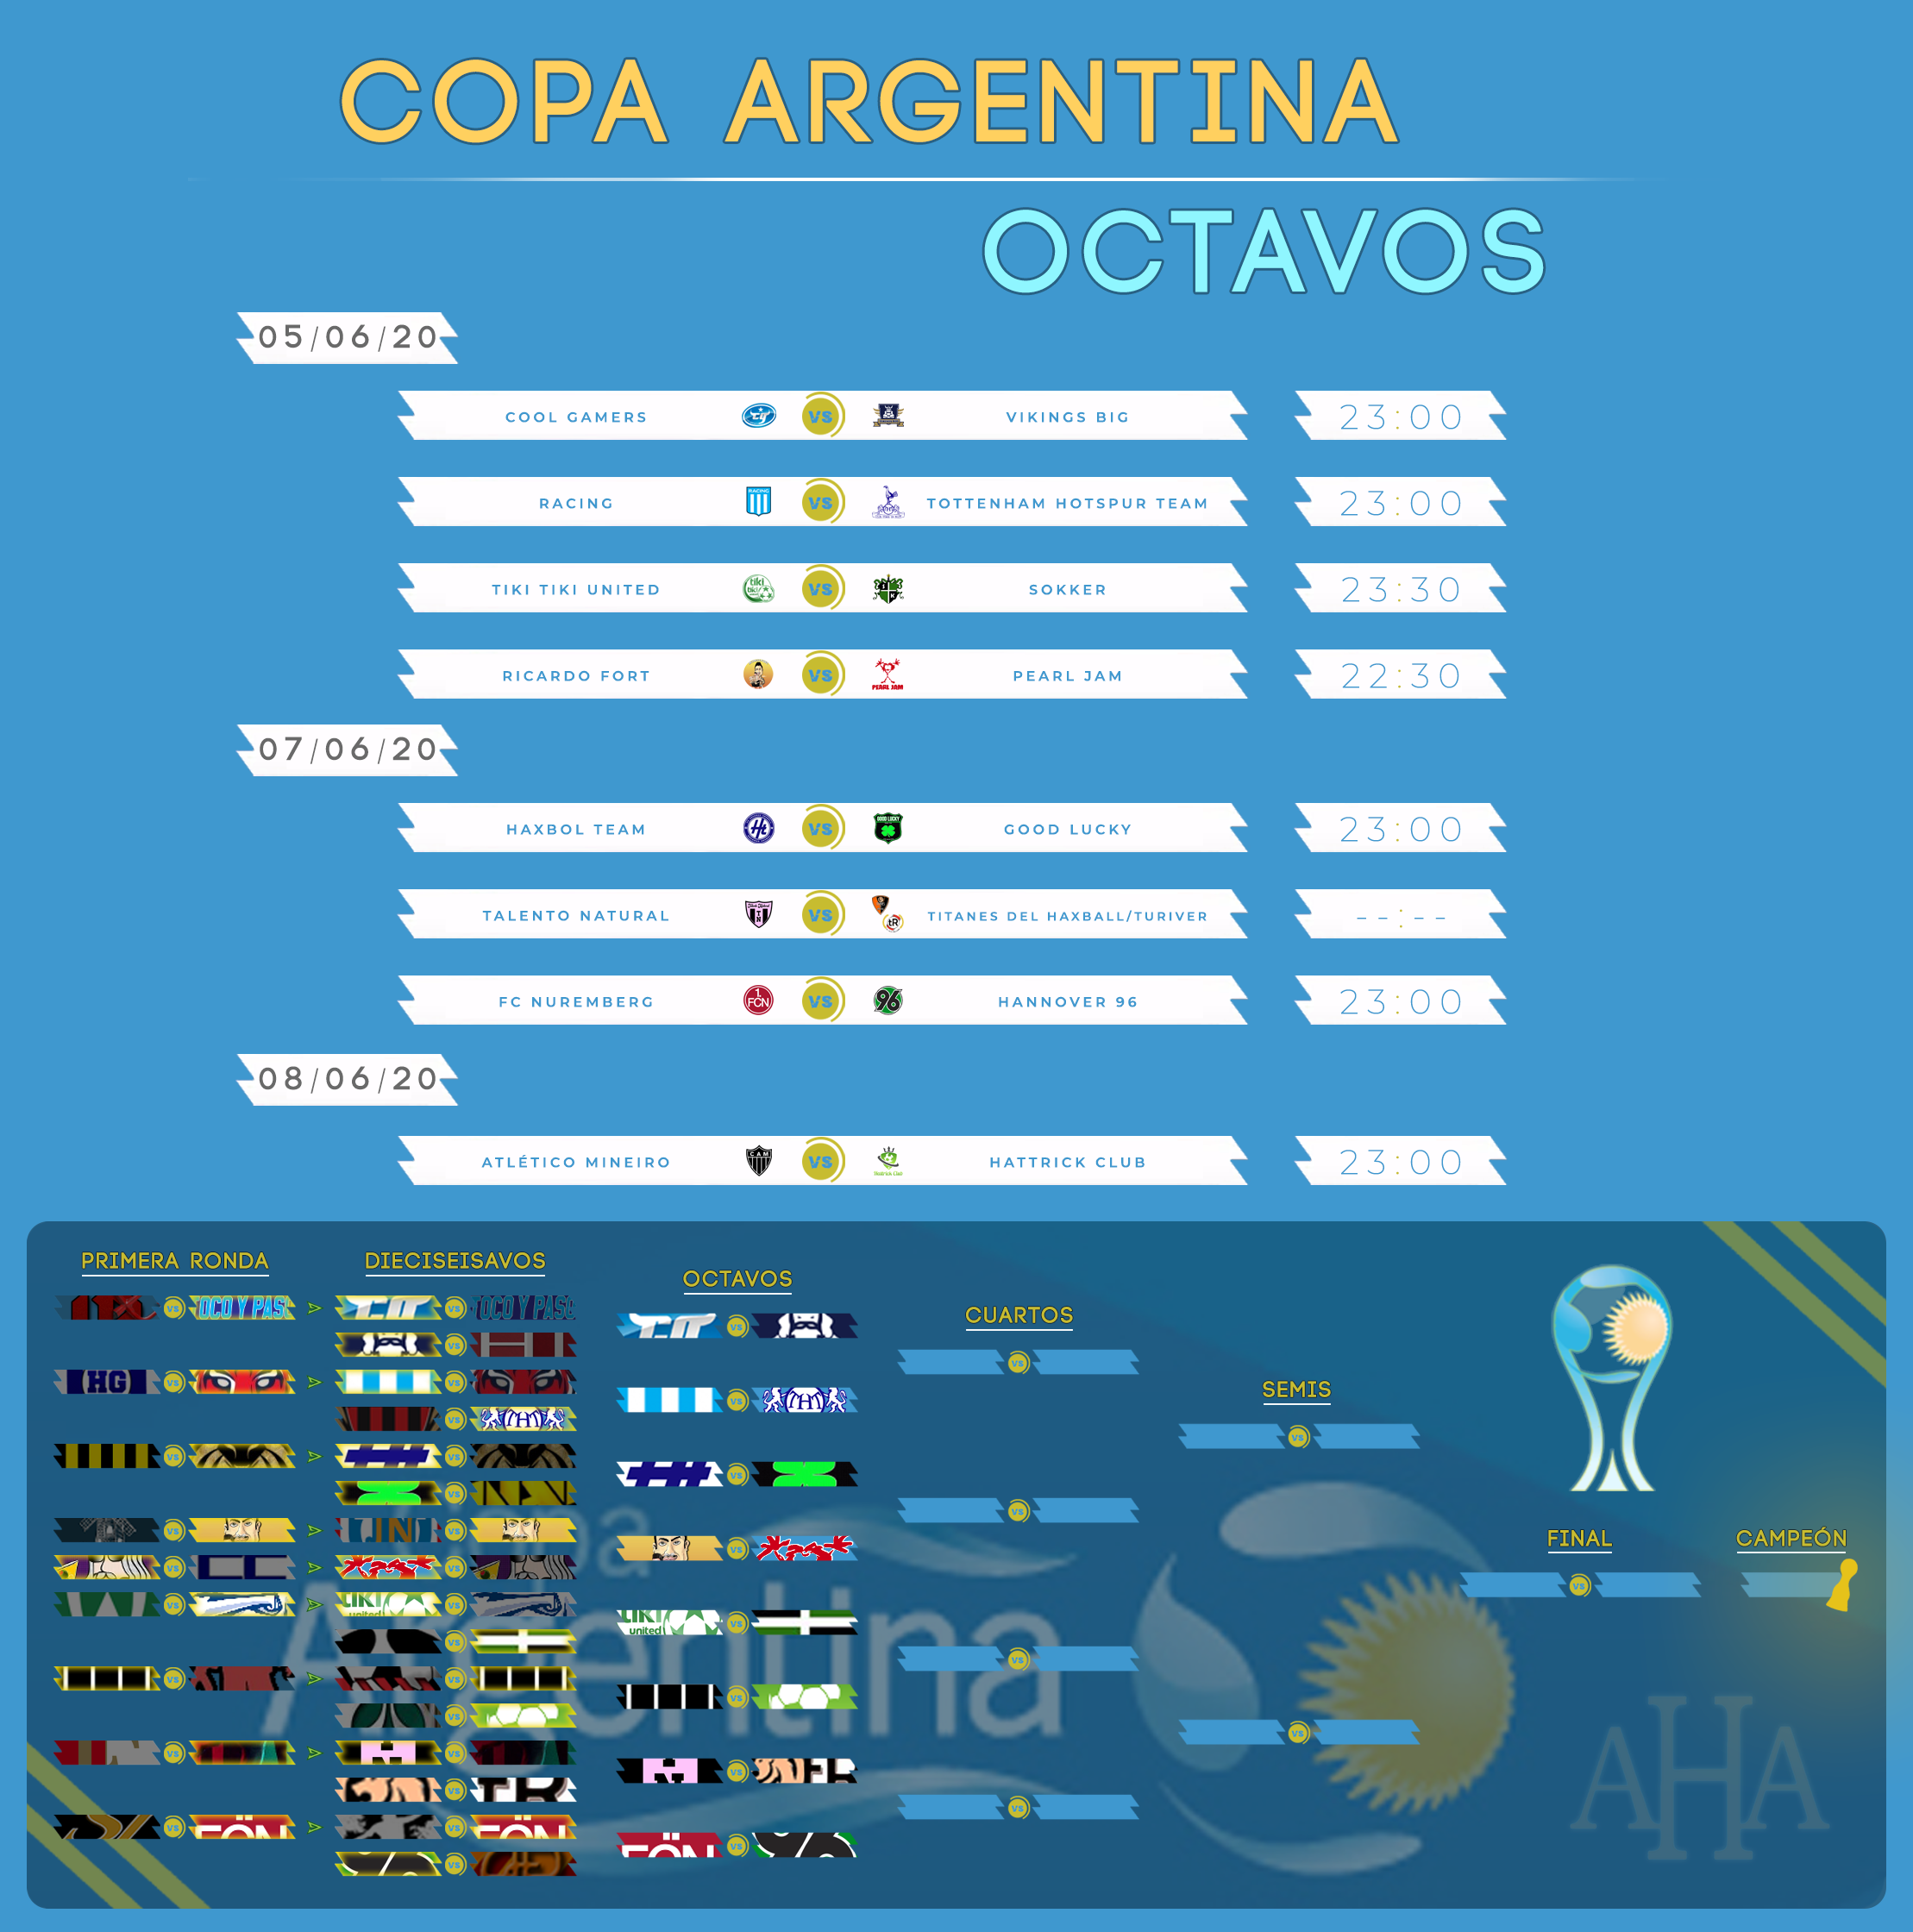 COPA ARGENTINA
OCTAVOS
05/06/20
COOL GAMERS VS VIKINGS BIG 23:00
RACING VS TOTTENHAM HOTSPUR TEAM 23:00
TIKI TIKI UNITED VS SOKKER 23:30
RICARDO FORT VS PEARL JAM 22:30
07/06/20
HAXBOL TEAM VS GOOD LUCKY 23:00
TALENTO NATURAL VS TITANES DEL HAXBALL/TURIVER --:--
FC NUREMBERG VS HANNOVER 96 23:00
08/06/20
ATLÉTICO MINEIRO VS HATTRICK CLUB 23:00
PRIMERA RONDA
DIECISEISAVOS
OCTAVOS
CUARTOS
SEMIS
FINAL
CAMPEÓN
Argentina
AHA